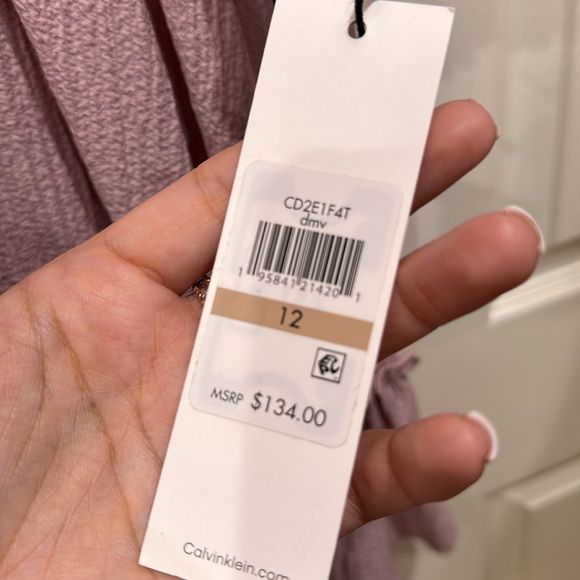 CD2E1F4T
dmv
1 95841 21420 1
12
MSRP $134.00
Calvinklein.com